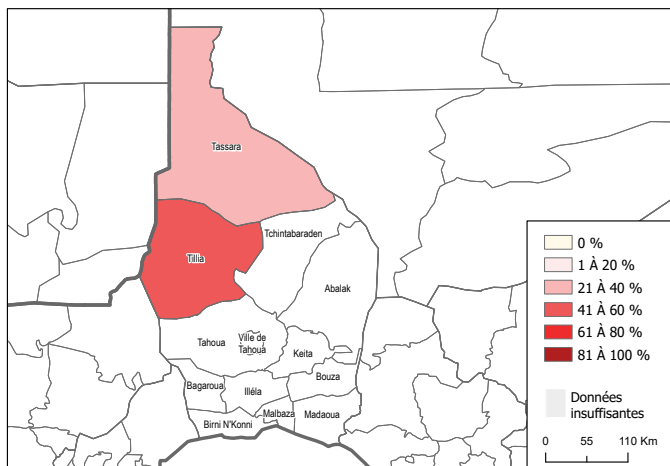 Tassara
Tchintabaraden
Tillia
Abalak
Tahoua
Ville de
Tahoua
Keita
Bagaroua
Illéla
Bouza
Malbaza
Madaoua
Birni N'Konni
0 %
1 À 20 %
21 À 40 %
41 À 60 %
61 À 80 %
81 À 100 %
Données
insuffisantes
0 55 110 Km